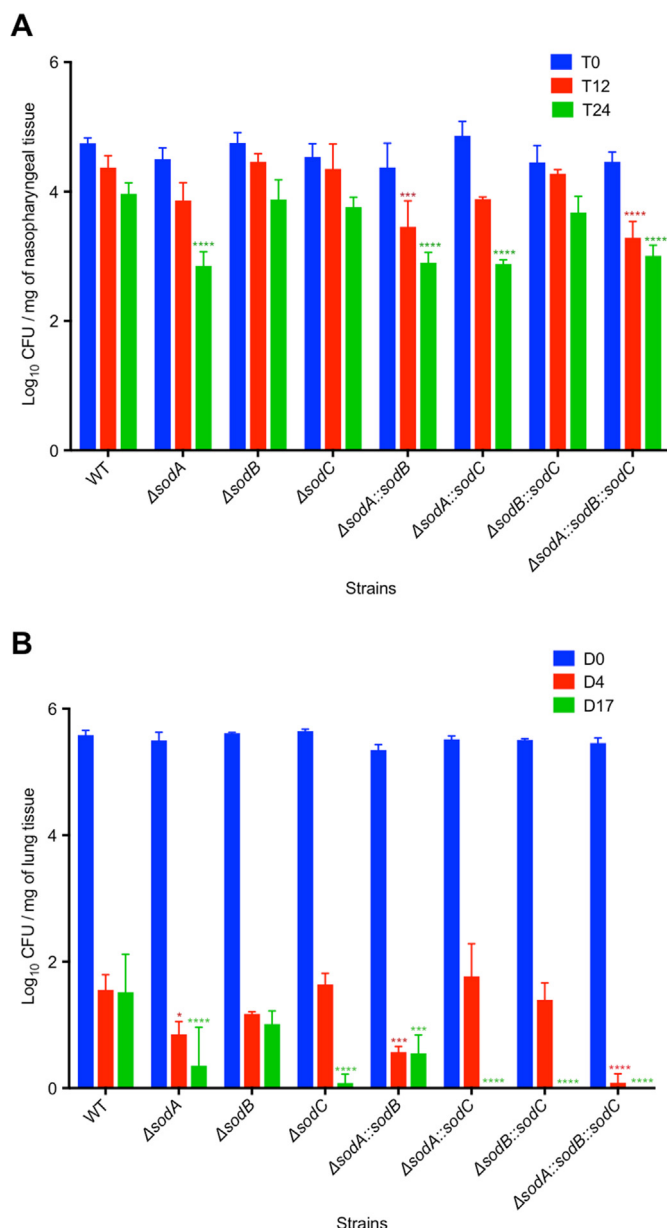 A
6
4
2
0
Log10 CFU / mg of nasopharyngeal tissue
T0
T12
T24
****
***
****
****
****
****
WT
ΔsodA
ΔsodB
ΔsodC
ΔsodA::sodB
ΔsodA::sodC
ΔsodB::sodC
ΔsodA::sodB::sodC
Strains
B
6
4
2
0
Log10 CFU / mg of lung tissue
D0
D4
D17
*
****
****
***
***
****
****
****
****
WT
ΔsodA
ΔsodB
ΔsodC
ΔsodA::sodB
ΔsodA::sodC
ΔsodB::sodC
ΔsodA::sodB::sodC
Strains